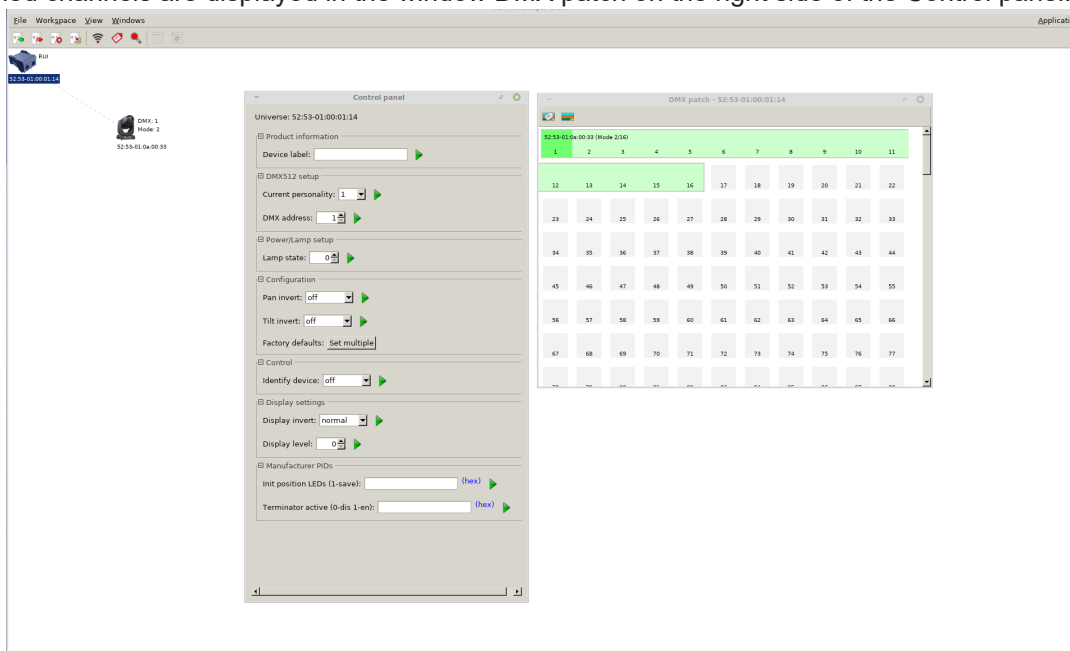 channels are displayed in the window DMX patch on the right side of the Control panel.
File Workspace View Windows
RUI
52:53-01:00:01:14
DMX: 1
Mode: 2
52:53-01:0a:00:33
Control panel
Universe: 52:53-01:00:01:14
Product information
Device label:
DMX512 setup
Current personality: 1
DMX address: 1
Power/Lamp setup
Lamp state: 0
Configuration
Pan invert: off
Tilt invert: off
Factory defaults: Set multiple
Control
Identify device: off
Display settings
Display invert: normal
Display level: 0
Manufacturer PIDs
Init position LEDs (1-save): (hex)
Terminator active (0-dis 1-en): (hex)
DMX patch - 52:53-01:00:01:14
52:53-01:0a:00:33 (Mode 2/16)
1 2 3 4 5 6 7 8 9 10 11
12 13 14 15 16 17 18 19 20 21 22
23 24 25 26 27 28 29 30 31 32 33
34 35 36 37 38 39 40 41 42 43 44
45 46 47 48 49 50 51 52 53 54 55
56 57 58 59 60 61 62 63 64 65 66
67 68 69 70 71 72 73 74 75 76 77